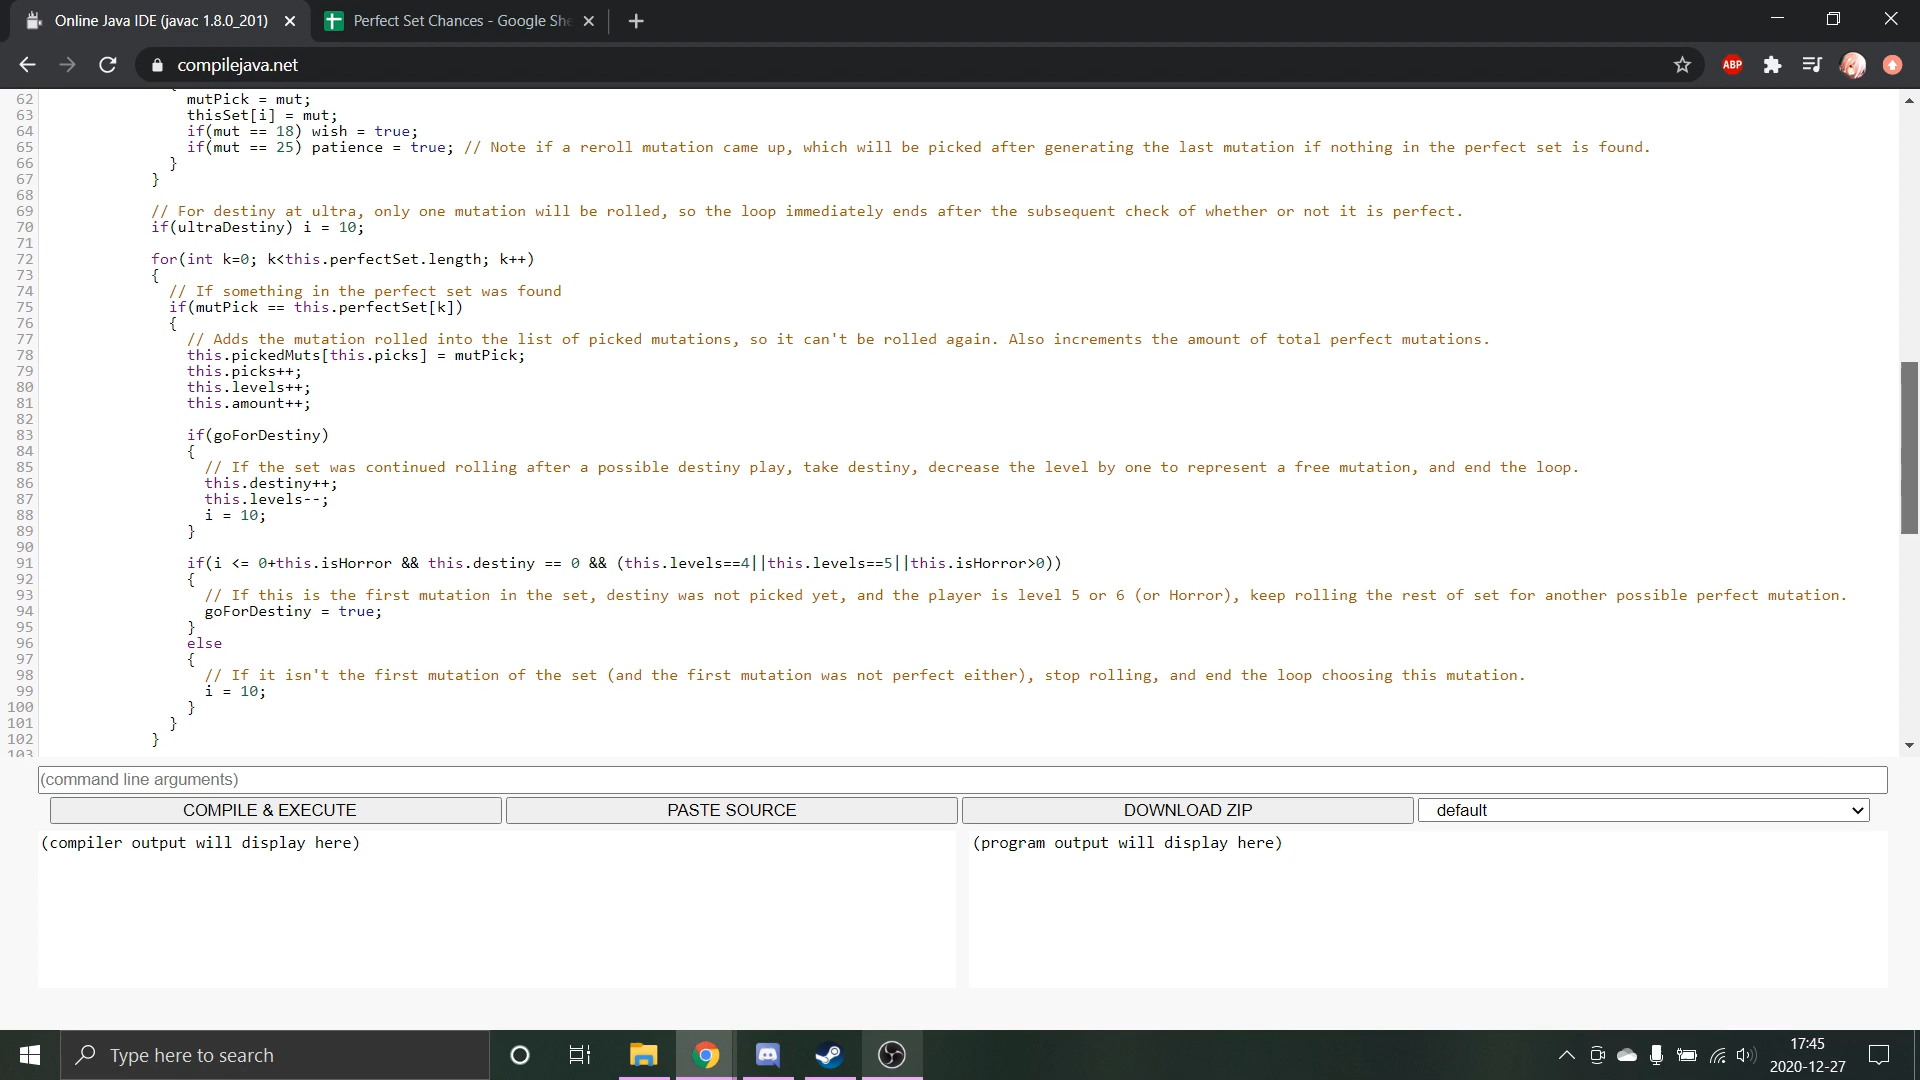 Online Java IDE (javac 1.8.0_201)
Perfect Set Chances - Google She
compilejava.net
ABP
62 mutPick = mut;
63 thisSet[i] = mut;
64 if(mut == 18) wish = true;
65 if(mut == 25) patience = true; // Note if a reroll mutation came up, which will be picked after generating the last mutation if nothing in the perfect set is found.
66 }
67 }
68
69 // For destiny at ultra, only one mutation will be rolled, so the loop immediately ends after the subsequent check of whether or not it is perfect.
70 if(ultraDestiny) i = 10;
71
72 for(int k=0; k<this.perfectSet.length; k++)
73 {
74 // If something in the perfect set was found
75 if(mutPick == this.perfectSet[k])
76 {
77 // Adds the mutation rolled into the list of picked mutations, so it can't be rolled again. Also increments the amount of total perfect mutations.
78 this.pickedMuts[this.picks] = mutPick;
79 this.picks++;
80 this.levels++;
81 this.amount++;
82
83 if(goForDestiny)
84 {
85 // If the set was continued rolling after a possible destiny play, take destiny, decrease the level by one to represent a free mutation, and end the loop.
86 this.destiny++;
87 this.levels--;
88 i = 10;
89 }
90
91 if(i <= 0+this.isHorror && this.destiny == 0 && (this.levels==4||this.levels==5||this.isHorror>0))
92 {
93 // If this is the first mutation in the set, destiny was not picked yet, and the player is level 5 or 6 (or Horror), keep rolling the rest of set for another possible perfect mutation.
94 goForDestiny = true;
95 }
96 else
97 {
98 // If it isn't the first mutation of the set (and the first mutation was not perfect either), stop rolling, and end the loop choosing this mutation.
99 i = 10;
100 }
101 }
102 }
103
(command line arguments)
COMPILE & EXECUTE PASTE SOURCE DOWNLOAD ZIP default
(compiler output will display here)
(program output will display here)
Type here to search
17:45
2020-12-27